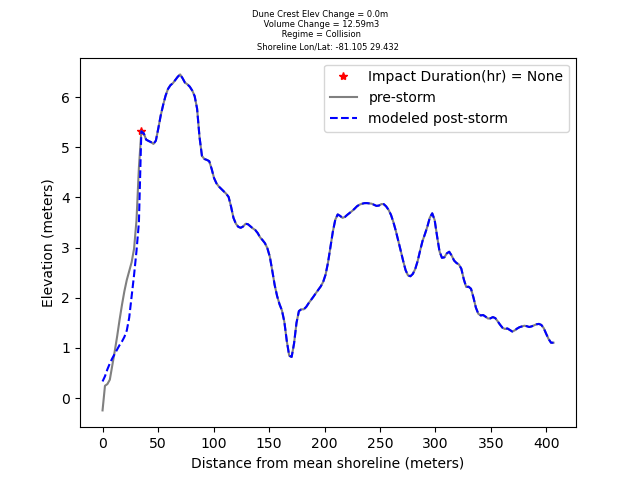 Dune Crest Elev Change = 0.0m
Volume Change = 12.59m3
Regime = Collision
Shoreline Lon/Lat: -81.105 29.432
Impact Duration(hr) = None
pre-storm
modeled post-storm
Elevation (meters)
6
5
4
3
2
1
0
0 50 100 150 200 250 300 350 400
Distance from mean shoreline (meters)